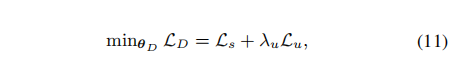 min_{θ_D} ℒ_D = ℒ_s + λ_u ℒ_u, (11)